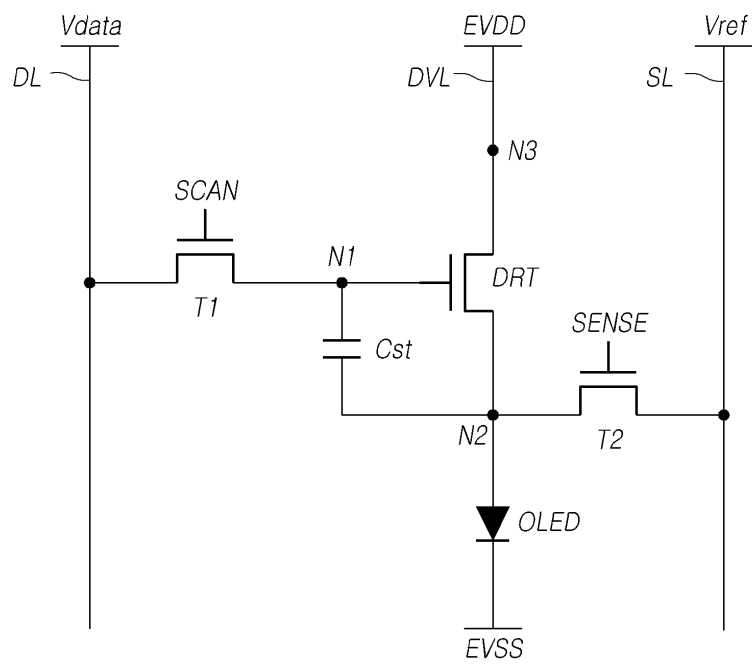 Vdata
EVDD
Vref
DL
DVL
SL
N3
SCAN
N1
DRT
T1
SENSE
Cst
N2
T2
OLED
EVSS